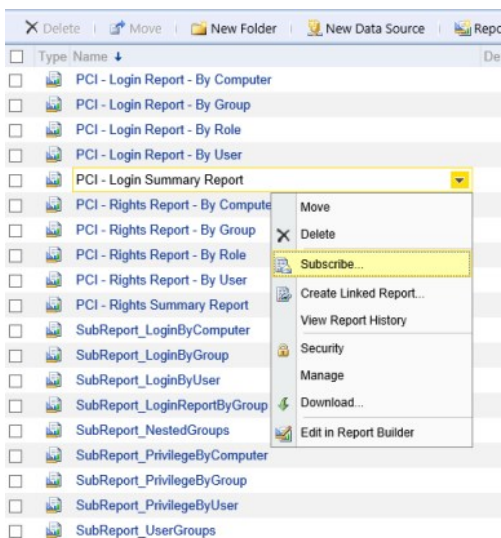 Delete Move New Folder New Data Source Repo
Type Name De
PCI - Login Report - By Computer
PCI - Login Report - By Group
PCI - Login Report - By Role
PCI - Login Report - By User
PCI - Login Summary Report
PCI - Rights Report - By Compute
Move
PCI - Rights Report - By Group
Delete
PCI - Rights Report - By Role
Subscribe...
PCI - Rights Report - By User
Create Linked Report...
PCI - Rights Summary Report
View Report History
SubReport_LoginByComputer
SubReport_LoginByGroup
Security
SubReport_LoginByUser
Manage
SubReport_LoginReportByGroup
Download...
SubReport_NestedGroups
Edit in Report Builder
SubReport_PrivilegeByComputer
SubReport_PrivilegeByGroup
SubReport_PrivilegeByUser
SubReport_UserGroups